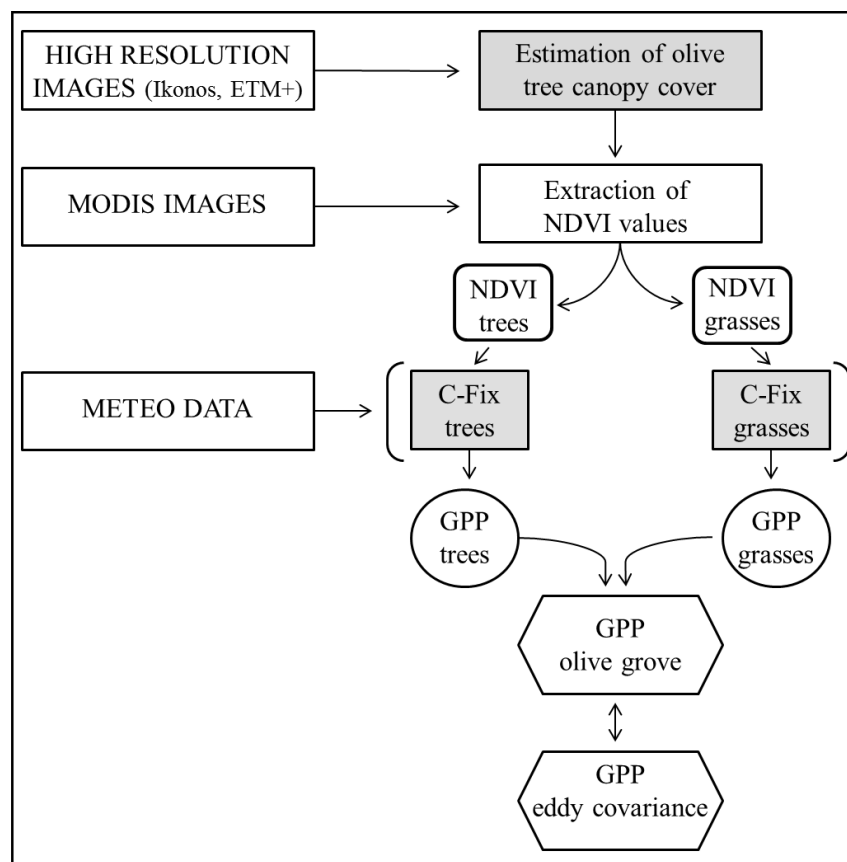 HIGH RESOLUTION
IMAGES (Ikonos, ETM+)
Estimation of olive
tree canopy cover
MODIS IMAGES
Extraction of
NDVI values
NDVI
trees
NDVI
grasses
METEO DATA
C-Fix
trees
C-Fix
grasses
GPP
trees
GPP
grasses
GPP
olive grove
GPP
eddy covariance